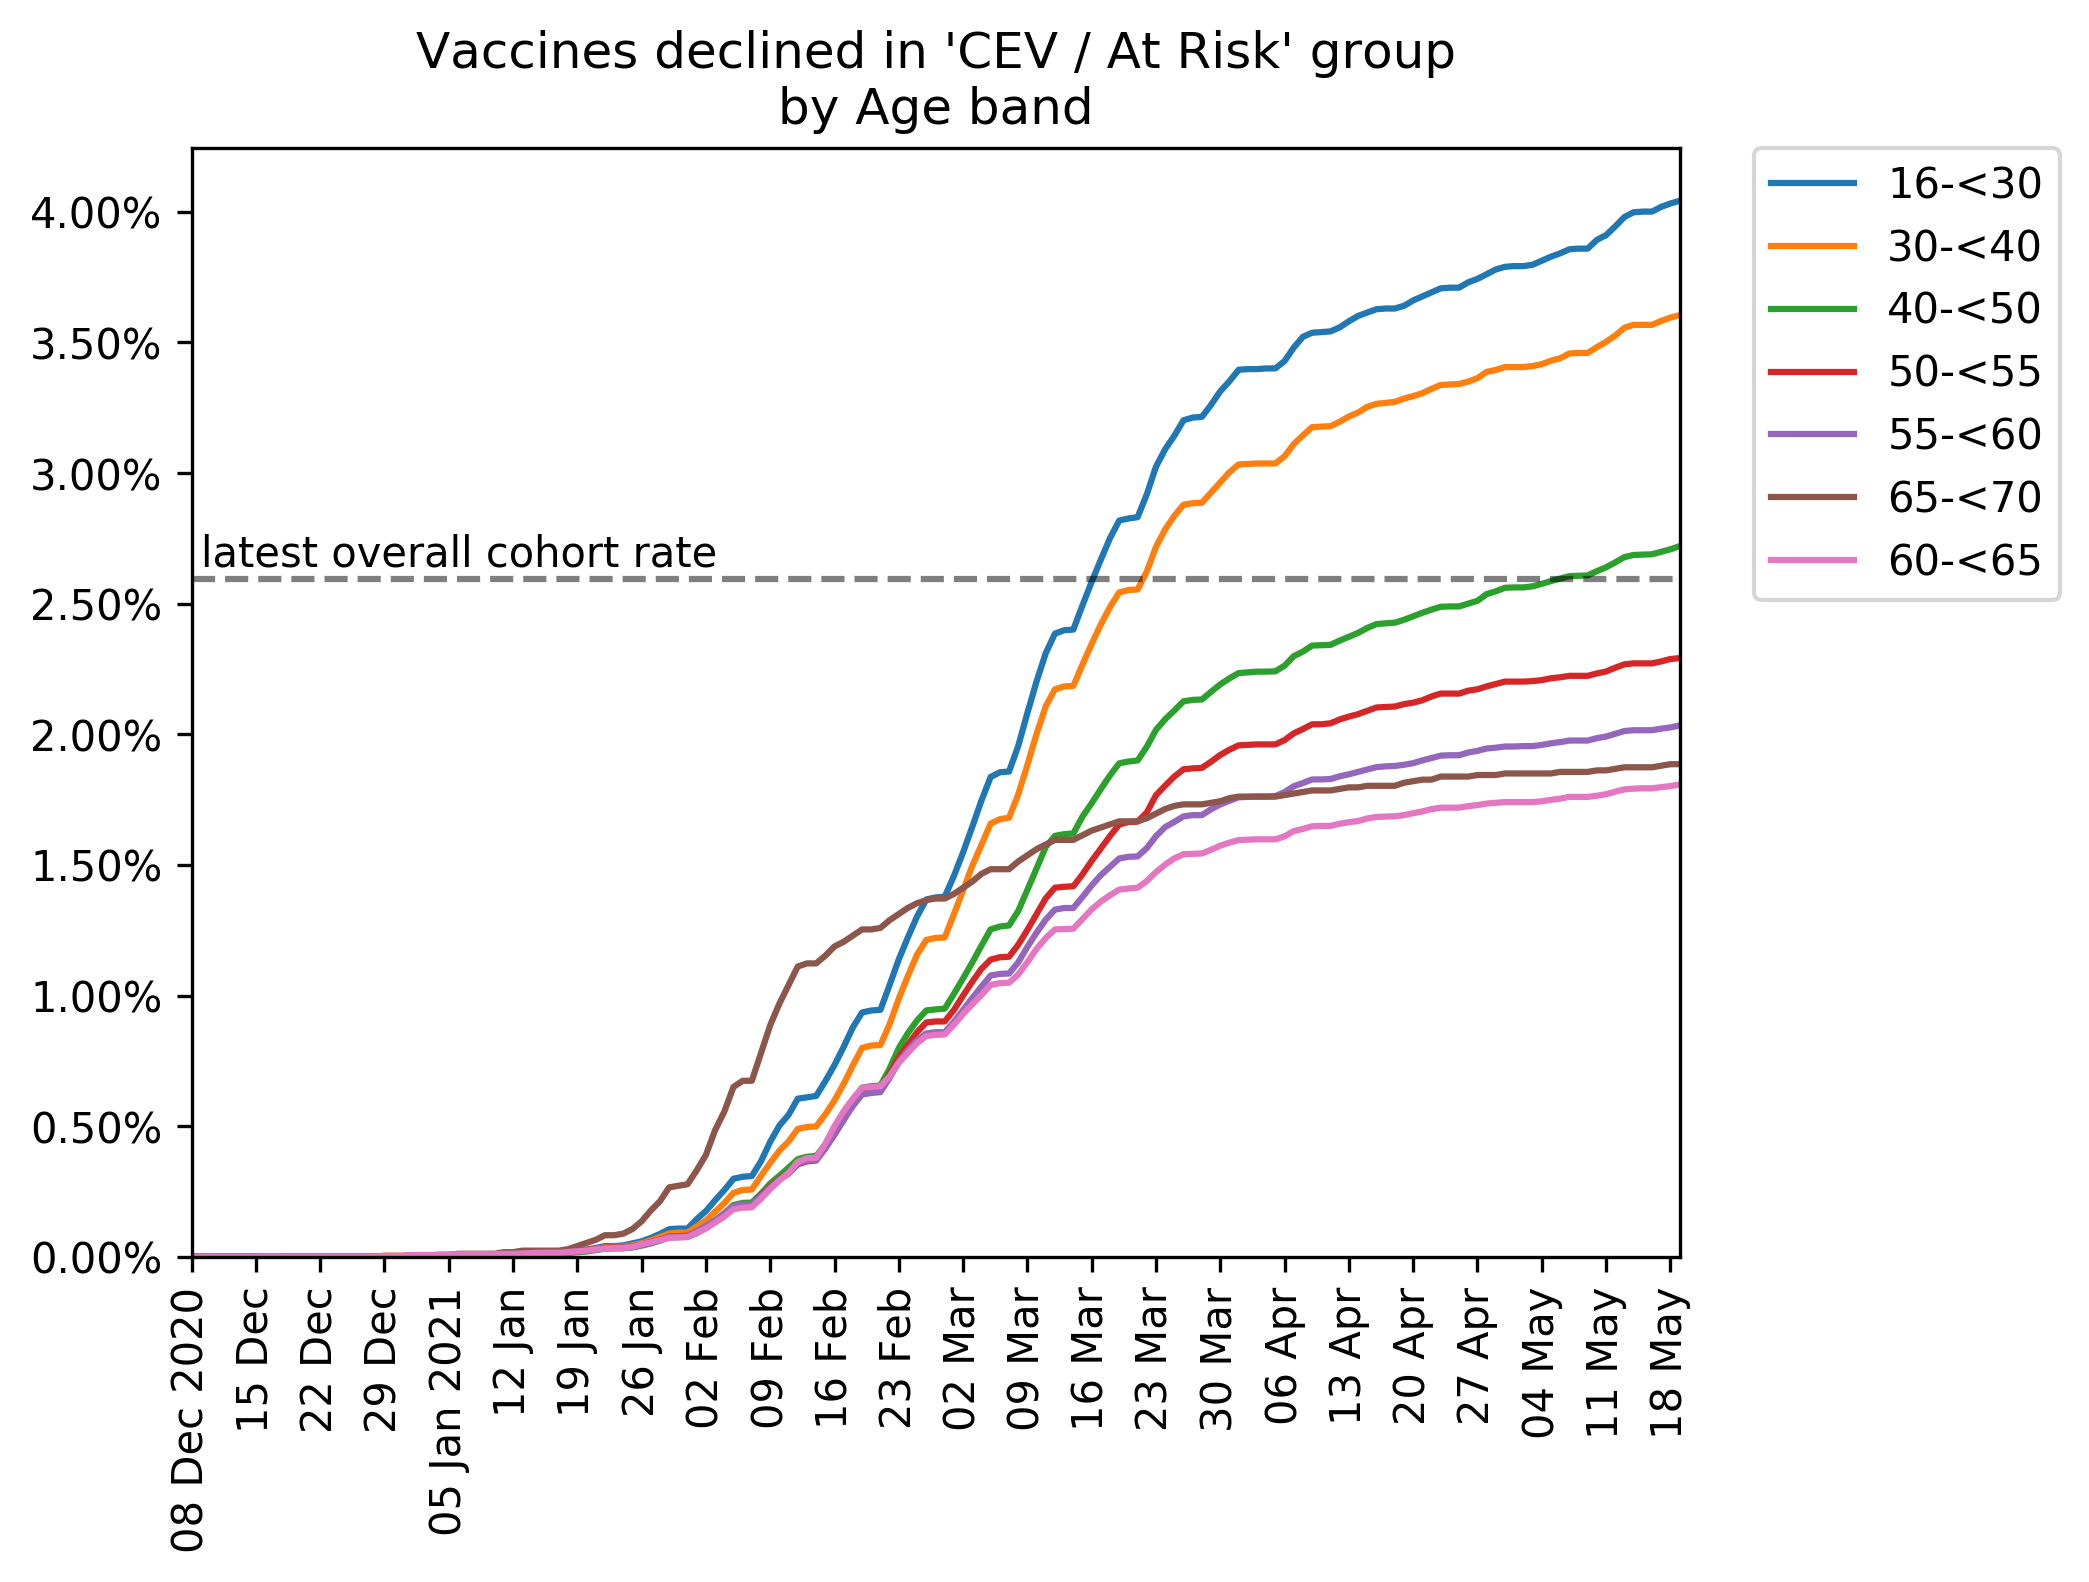 Vaccines declined in 'CEV / At Risk' group
by Age band
4.00%
3.50%
3.00%
2.50%
2.00%
1.50%
1.00%
0.50%
0.00%
latest overall cohort rate
16-<30
30-<40
40-<50
50-<55
55-<60
65-<70
60-<65
08 Dec 2020
15 Dec
22 Dec
29 Dec
05 Jan 2021
12 Jan
19 Jan
26 Jan
02 Feb
09 Feb
16 Feb
23 Feb
02 Mar
09 Mar
16 Mar
23 Mar
30 Mar
06 Apr
13 Apr
20 Apr
27 Apr
04 May
11 May
18 May